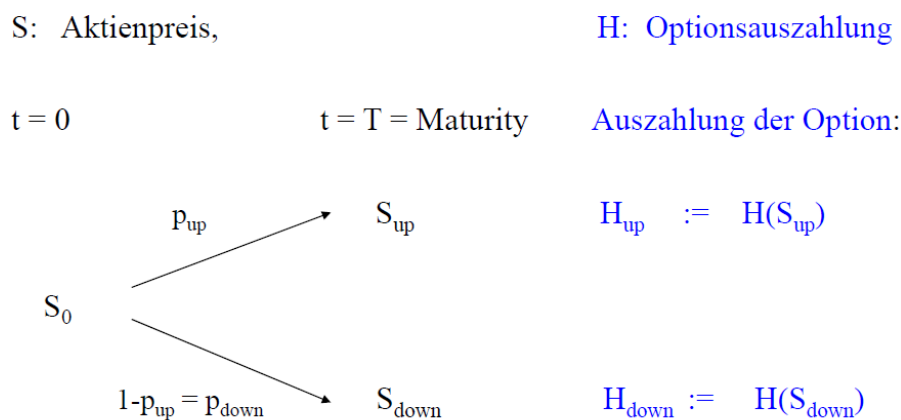 S: Aktienpreis, H: Optionsauszahlung
t = 0 t = T = Maturity Auszahlung der Option:
p_up S_up H_up := H(S_up)
S_0
1-p_up = p_down S_down H_down := H(S_down)